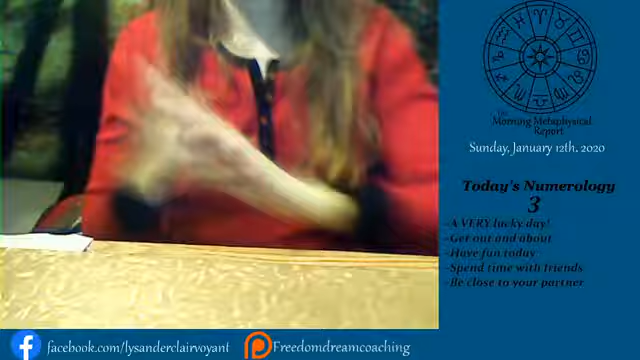 The
Morning Metaphysical
Report
Sunday, January 12th, 2020
Today's Numerology
3
-A VERY lucky day!
-Get out and about
-Have fun today
-Spend time with friends
-Be close to your partner
facebook.com/lysanderclairvoyant
Freedomdreamcoaching